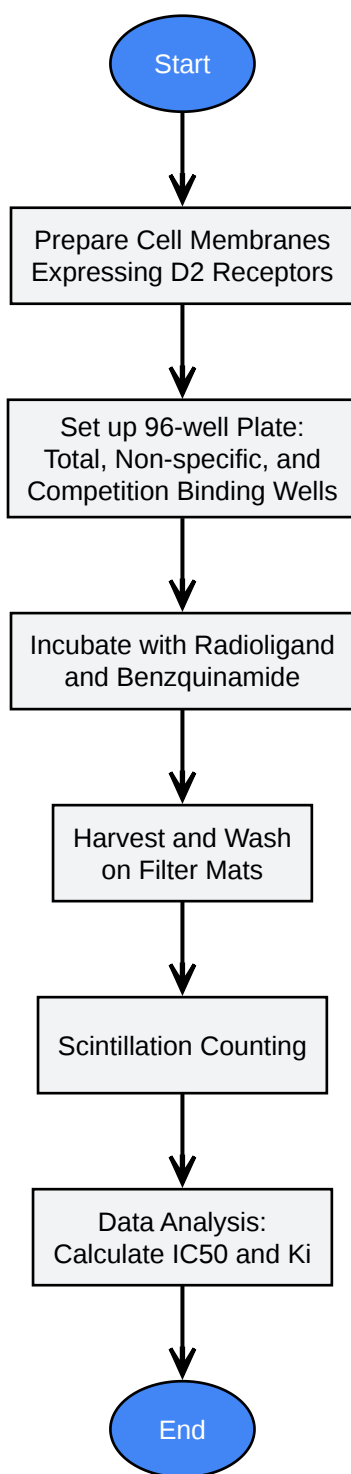 Start
Prepare Cell Membranes
Expressing D2 Receptors
Set up 96-well Plate:
Total, Non-specific, and
Competition Binding Wells
Incubate with Radioligand
and Benzquinamide
Harvest and Wash
on Filter Mats
Scintillation Counting
Data Analysis:
Calculate IC50 and Ki
End